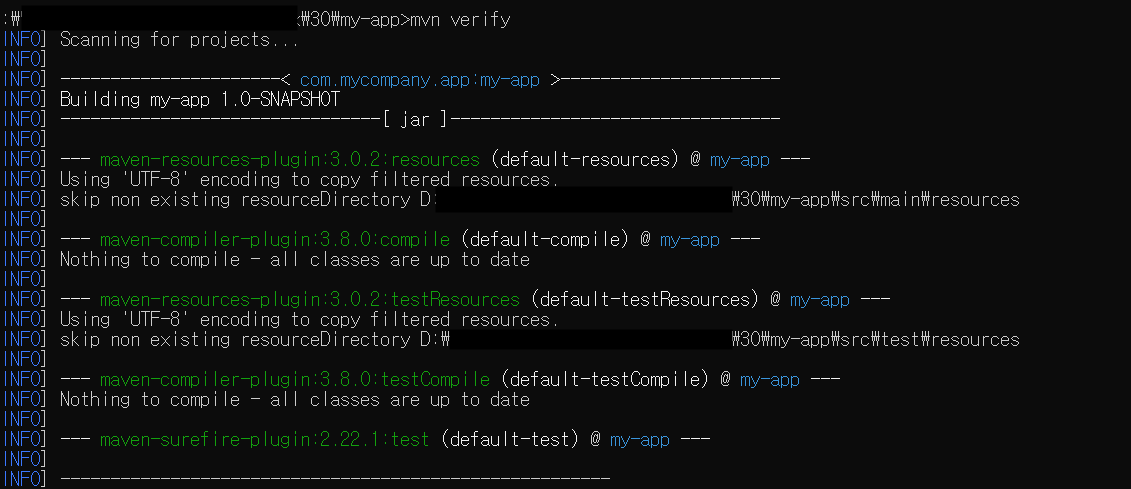 :₩ ₩30₩my-app>mvn verify
INFO] Scanning for projects...
INFO]
INFO] ----------------------< com.mycompany.app:my-app >----------------------
INFO] Building my-app 1.0-SNAPSHOT
INFO] --------------------------------[ jar ]---------------------------------
INFO]
INFO] --- maven-resources-plugin:3.0.2:resources (default-resources) @ my-app ---
INFO] Using 'UTF-8' encoding to copy filtered resources.
INFO] skip non existing resourceDirectory D: ₩30₩my-app₩src₩main₩resources
INFO]
INFO] --- maven-compiler-plugin:3.8.0:compile (default-compile) @ my-app ---
INFO] Nothing to compile - all classes are up to date
INFO]
INFO] --- maven-resources-plugin:3.0.2:testResources (default-testResources) @ my-app ---
INFO] Using 'UTF-8' encoding to copy filtered resources.
INFO] skip non existing resourceDirectory D:₩ ₩30₩my-app₩src₩test₩resources
INFO]
INFO] --- maven-compiler-plugin:3.8.0:testCompile (default-testCompile) @ my-app ---
INFO] Nothing to compile - all classes are up to date
INFO]
INFO] --- maven-surefire-plugin:2.22.1:test (default-test) @ my-app ---
INFO]
INFO] -------------------------------------------------------